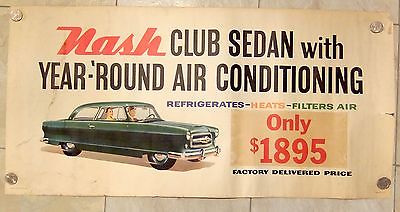 Nash CLUB SEDAN with
YEAR-'ROUND AIR CONDITIONING
REFRIGERATES-HEATS-FILTERS AIR
Only
$1895
FACTORY DELIVERED PRICE